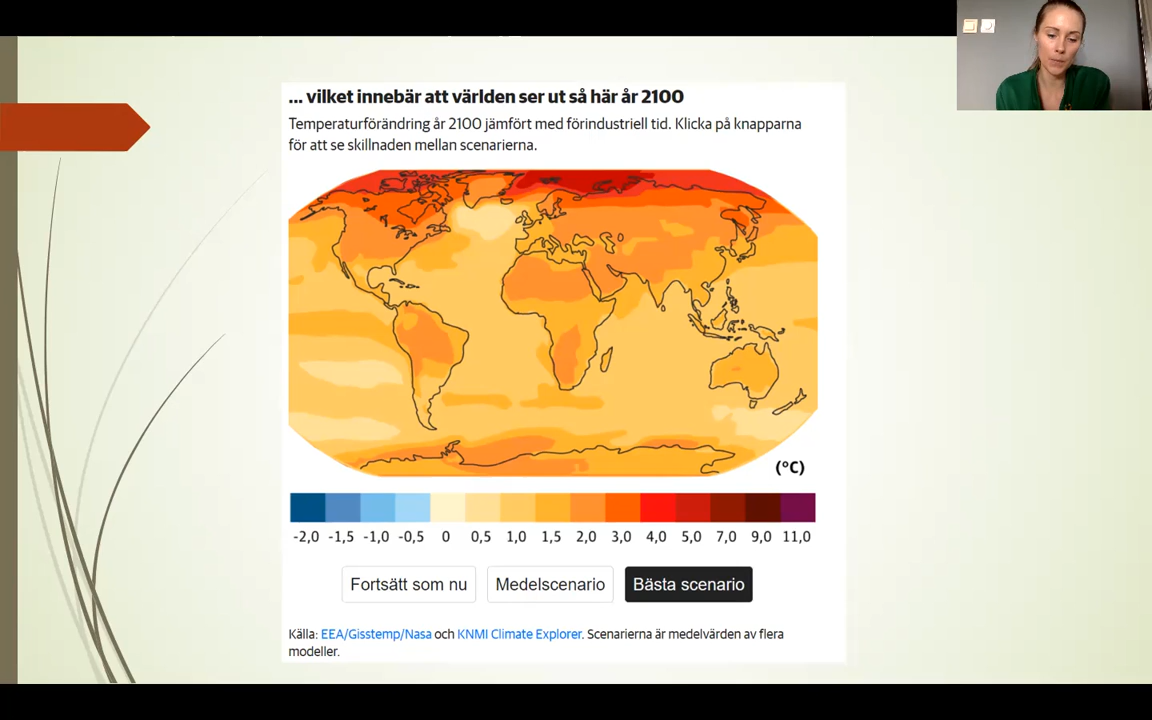 ... vilket innebär att världen ser ut så här år 2100
Temperaturförändring år 2100 jämfört med förindustriell tid. Klicka på knapparna
för att se skillnaden mellan scenarierna.
(°C)
-2,0 -1,5 -1,0 -0,5 0 0,5 1,0 1,5 2,0 3,0 4,0 5,0 7,0 9,0 11,0
Fortsätt som nu Medelscenario Bästa scenario
Källa: EEA/Gisstemp/Nasa och KNMI Climate Explorer. Scenarierna är medelvärden av flera
modeller.